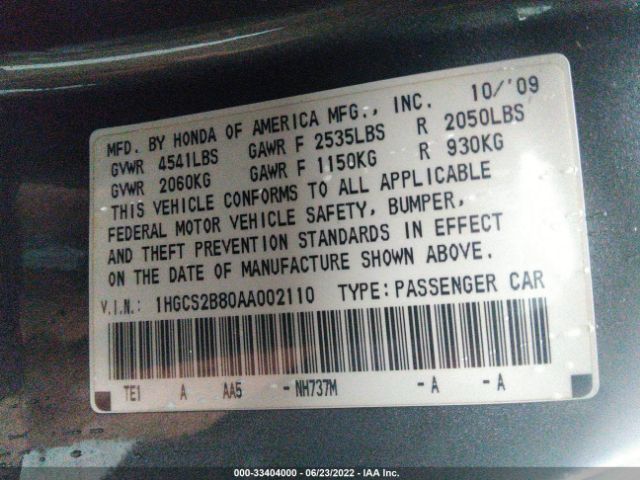 MFD. BY HONDA OF AMERICA MFG., INC. 10/'09
GVWR 4541LBS GAWR F 2535LBS R 2050LBS
GVWR 2060KG GAWR F 1150KG R 930KG
THIS VEHICLE CONFORMS TO ALL APPLICABLE
FEDERAL MOTOR VEHICLE SAFETY, BUMPER,
AND THEFT PREVENTION STANDARDS IN EFFECT
ON THE DATE OF MANUFACTURE SHOWN ABOVE.
V.I.N.: 1HGCS2B80AA002110 TYPE:PASSENGER CAR
TE1 A AA5 -NH737M -A -A
000-33404000 - 06/23/2022 - IAA Inc.